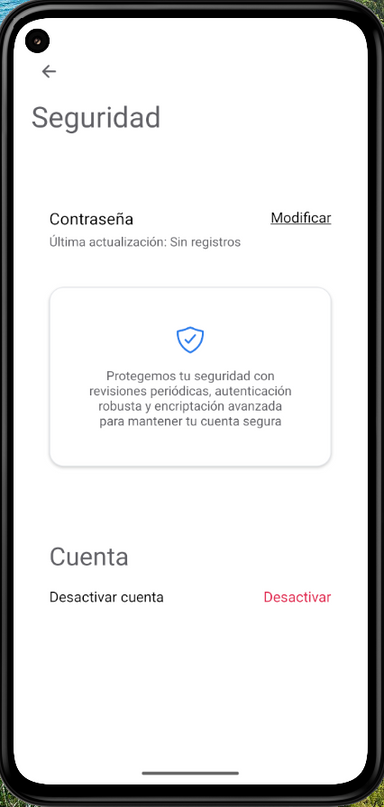 Seguridad
Contraseña
Modificar
Última actualización: Sin registros
Protegemos tu seguridad con
revisiones periódicas, autenticación
robusta y encriptación avanzada
para mantener tu cuenta segura
Cuenta
Desactivar cuenta
Desactivar